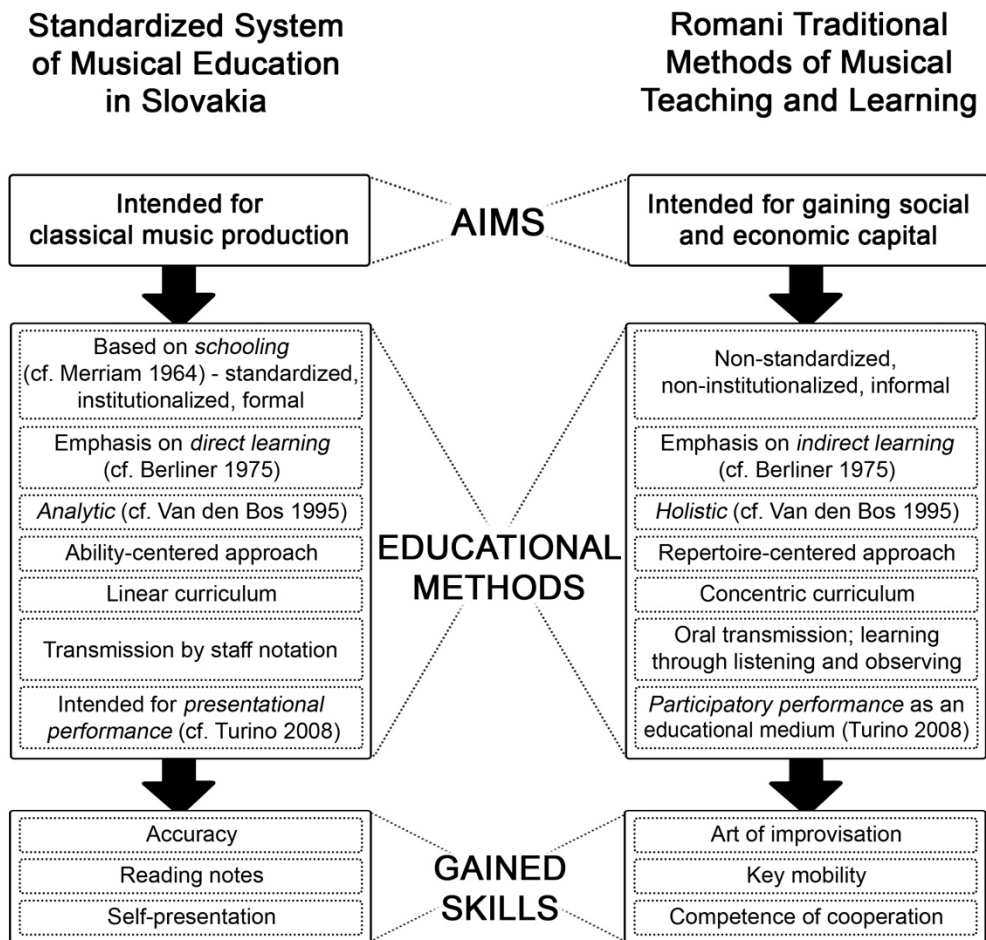 Standardized System
of Musical Education
in Slovakia
Romani Traditional
Methods of Musical
Teaching and Learning
Intended for
classical music production
AIMS
Intended for gaining social
and economic capital
Based on schooling
(cf. Merriam 1964) - standardized,
institutionalized, formal
Emphasis on direct learning
(cf. Berliner 1975)
Analytic (cf. Van den Bos 1995)
Ability-centered approach
Linear curriculum
Transmission by staff notation
Intended for presentational
performance (cf. Turino 2008)
EDUCATIONAL
METHODS
Non-standardized,
non-institutionalized, informal
Emphasis on indirect learning
(cf. Berliner 1975)
Holistic (cf. Van den Bos 1995)
Repertoire-centered approach
Concentric curriculum
Oral transmission; learning
through listening and observing
Participatory performance as an
educational medium (Turino 2008)
Accuracy
Reading notes
Self-presentation
GAINED
SKILLS
Art of improvisation
Key mobility
Competence of cooperation